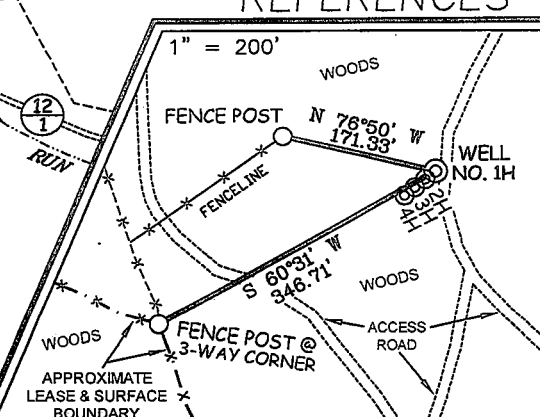 REFERENCES
1" = 200'
WOODS
12
1
FENCE POST
N 76°50' W
171.33'
WELL
NO. 1H
RUN
FENCELINE
2H
3H
4H
S 60°31' W
346.71'
WOODS
WOODS
FENCE POST @
3-WAY CORNER
ACCESS
ROAD
APPROXIMATE
LEASE & SURFACE
BOUNDARY